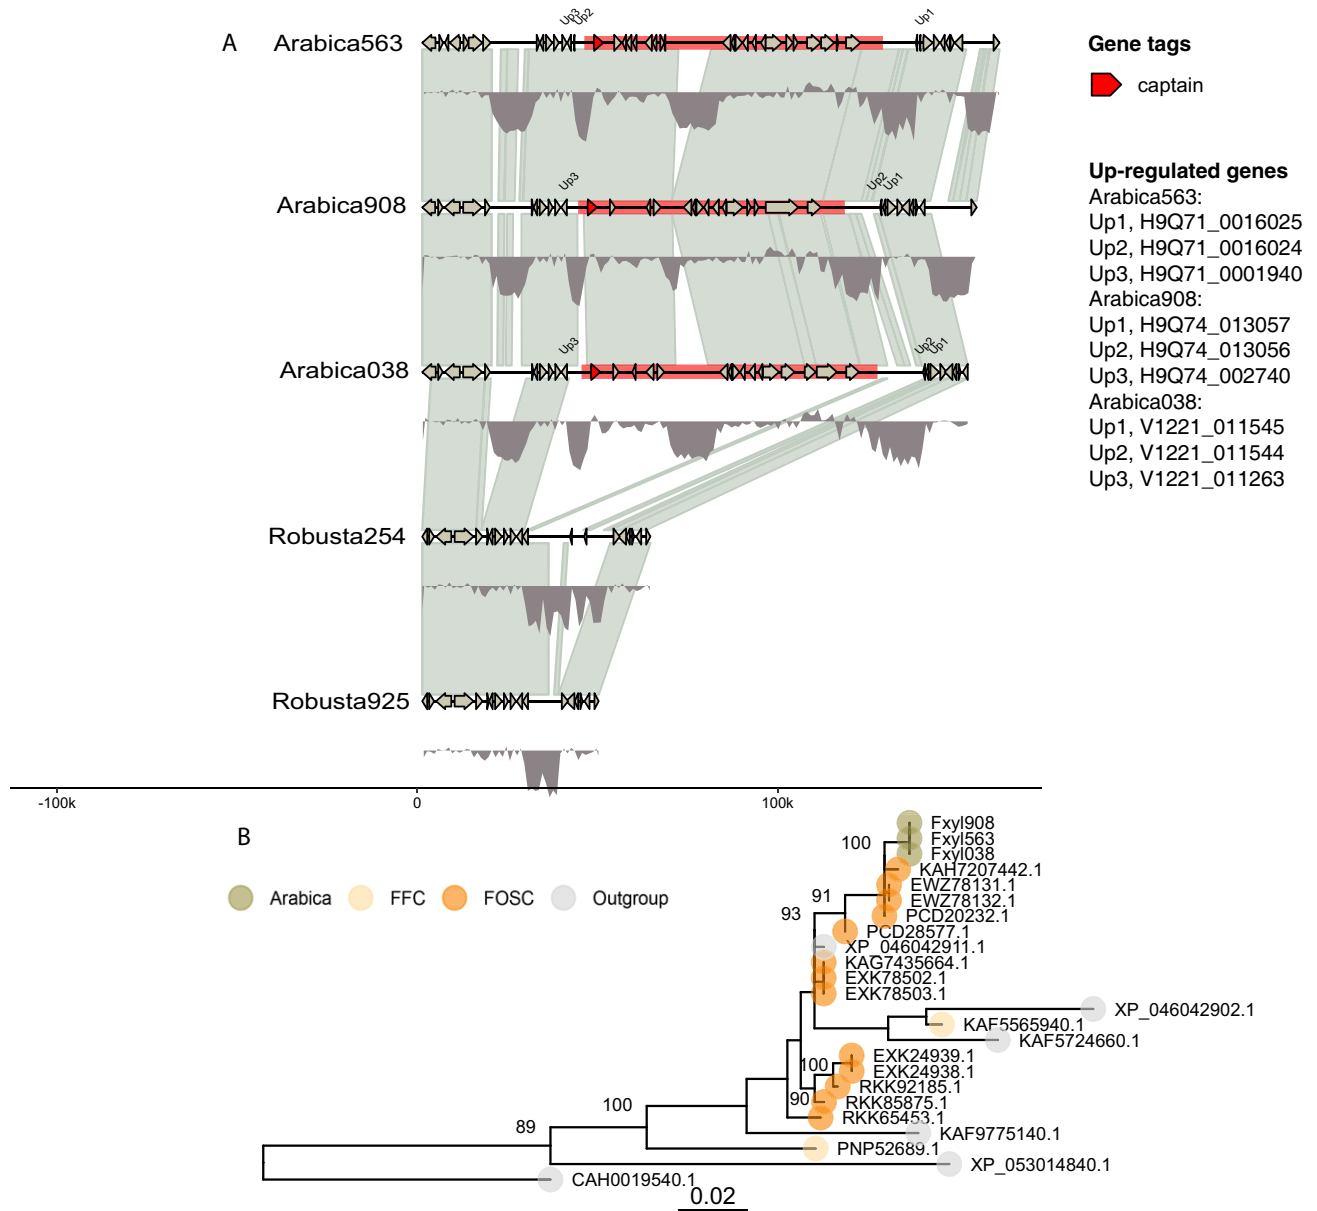 A
Arabica563
Up3
Up2
Up1
Arabica908
Up3
Up2
Up1
Arabica038
Up3
Up2
Up1
Robusta254
Robusta925
-100k
0
100k
Gene tags
captain
Up-regulated genes
Arabica563:
Up1, H9Q71_0016025
Up2, H9Q71_0016024
Up3, H9Q71_0001940
Arabica908:
Up1, H9Q74_013057
Up2, H9Q74_013056
Up3, H9Q74_002740
Arabica038:
Up1, V1221_011545
Up2, V1221_011544
Up3, V1221_011263
B
Arabica
FFC
FOSC
Outgroup
Fxyl908
100
Fxyl563
Fxyl038
KAH7207442.1
EWZ78131.1
91
EWZ78132.1
93
PCD20232.1
PCD28577.1
XP_046042911.1
KAG7435664.1
EXK78502.1
EXK78503.1
XP_046042902.1
KAF5565940.1
KAF5724660.1
EXK24939.1
100
EXK24938.1
RKK92185.1
90
RKK85875.1
RKK65453.1
100
89
KAF9775140.1
PNP52689.1
XP_053014840.1
CAH0019540.1
0.02